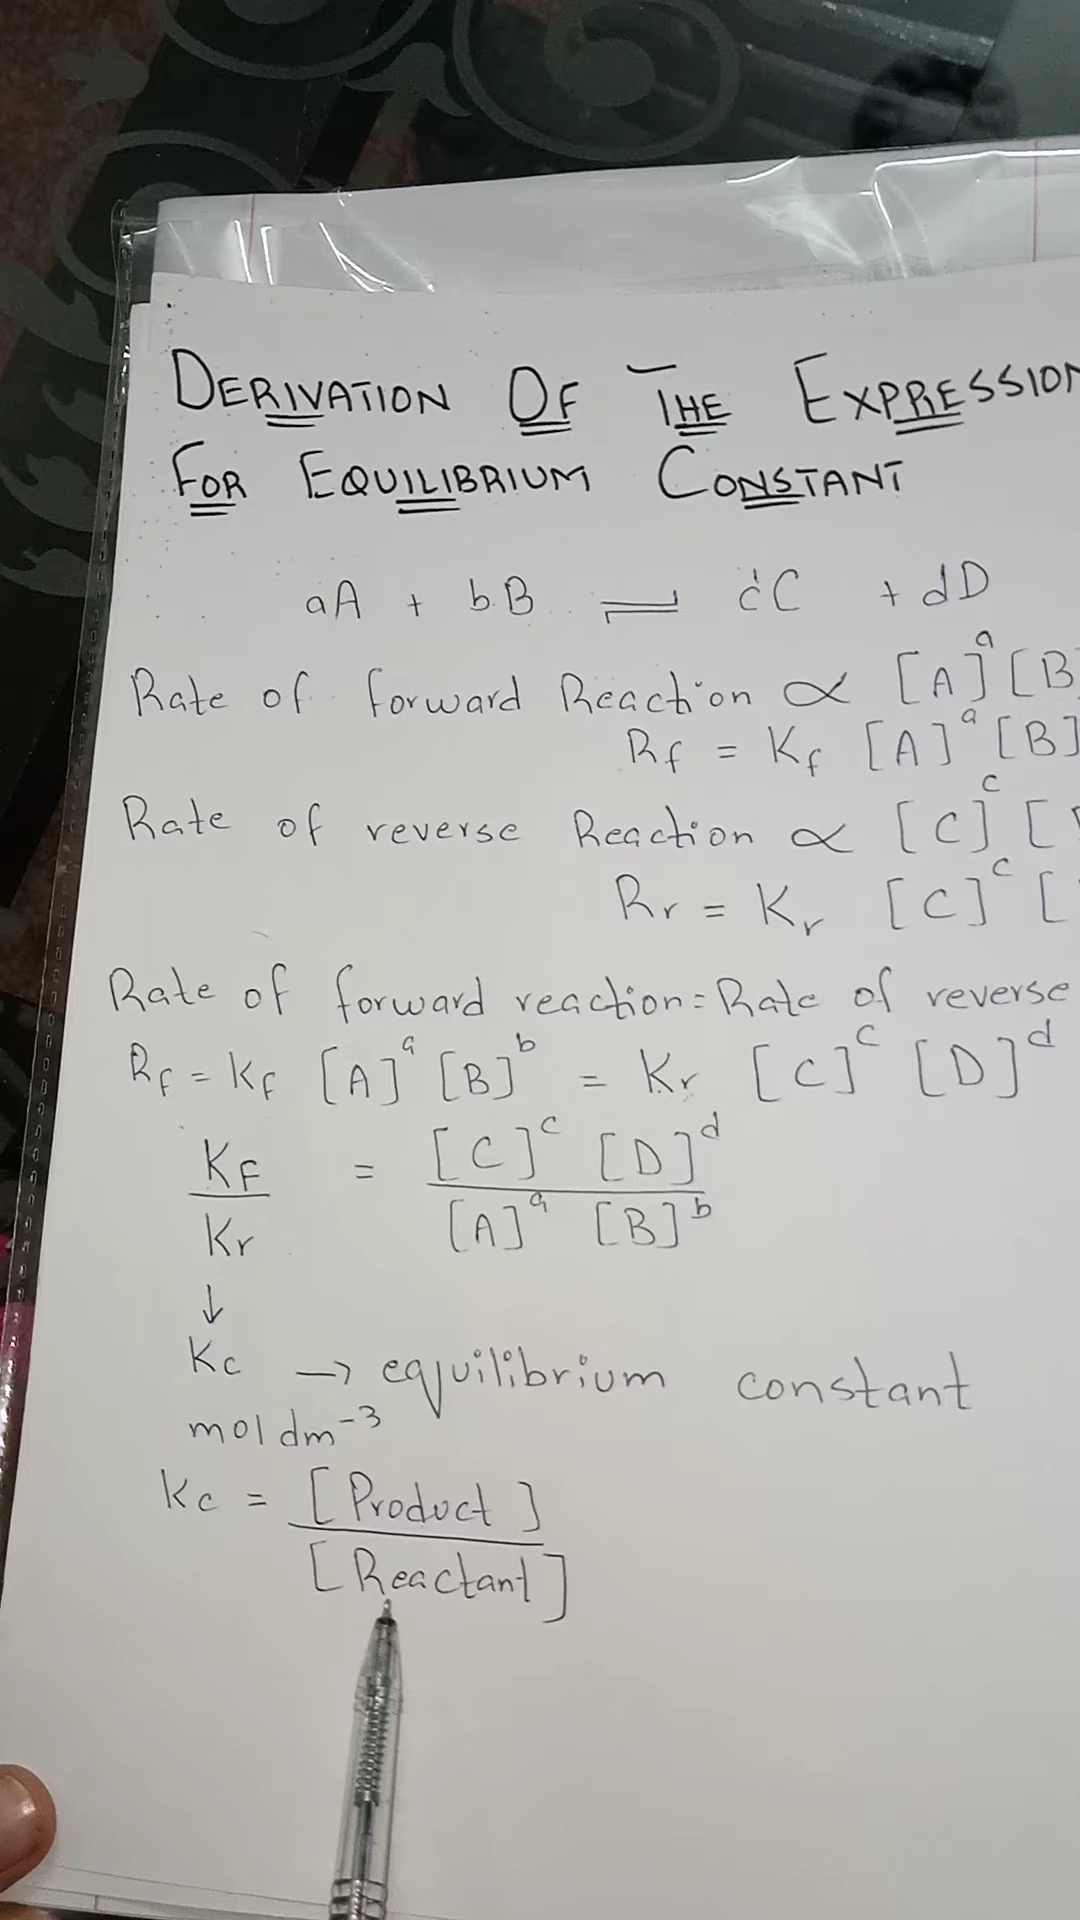 DERIVATION OF THE EXPRESSION
FOR EQUILIBRIUM CONSTANT
aA + bB ⇌ cC + dD
Rate of forward Reaction ∝ [A]^a [B
Rf = Kf [A]^a [B]
Rate of reverse Reaction ∝ [C]^c [
Rr = Kr [C]^c [
Rate of forward reaction = Rate of reverse
Rf = Kf [A]^a [B]^b = Kr [C]^c [D]^d
KF / Kr = [C]^c [D]^d / [A]^a [B]^b
↓
Kc → equilibrium constant
mol dm^-3
Kc = [Product] / [Reactant]